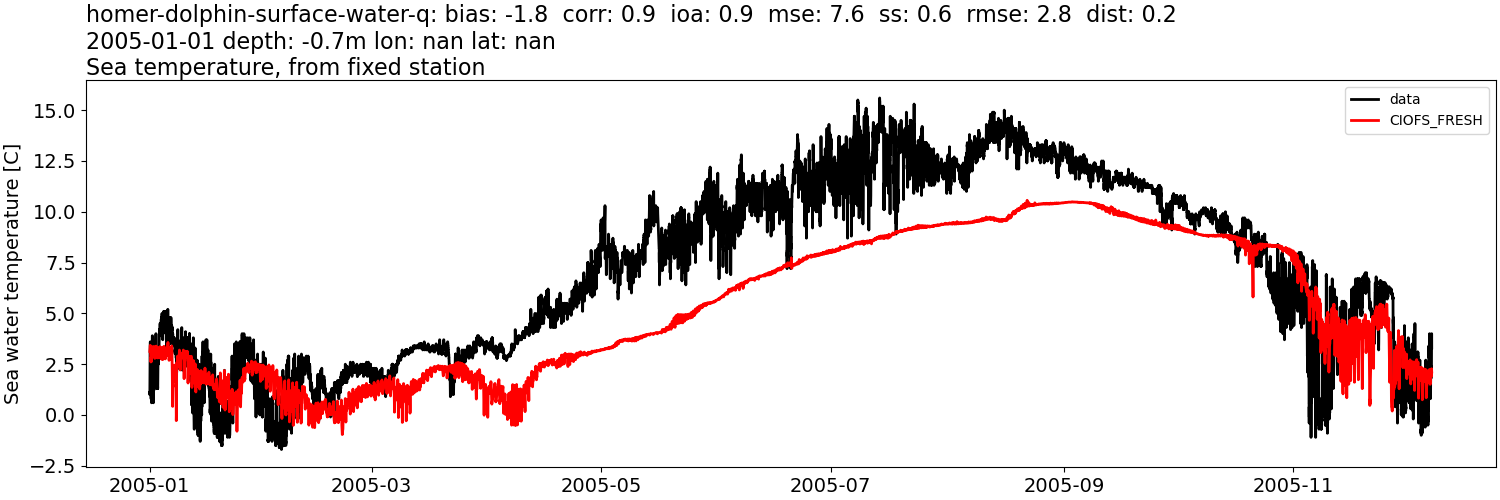 homer-dolphin-surface-water-q: bias: -1.8  corr: 0.9  ioa: 0.9  mse: 7.6  ss: 0.6  rmse: 2.8  dist: 0.2
2005-01-01 depth: -0.7m lon: nan lat: nan
Sea temperature, from fixed station
Sea water temperature [C]
15.0
12.5
10.0
7.5
5.0
2.5
0.0
−2.5
data
CIOFS_FRESH
2005-01
2005-03
2005-05
2005-07
2005-09
2005-11